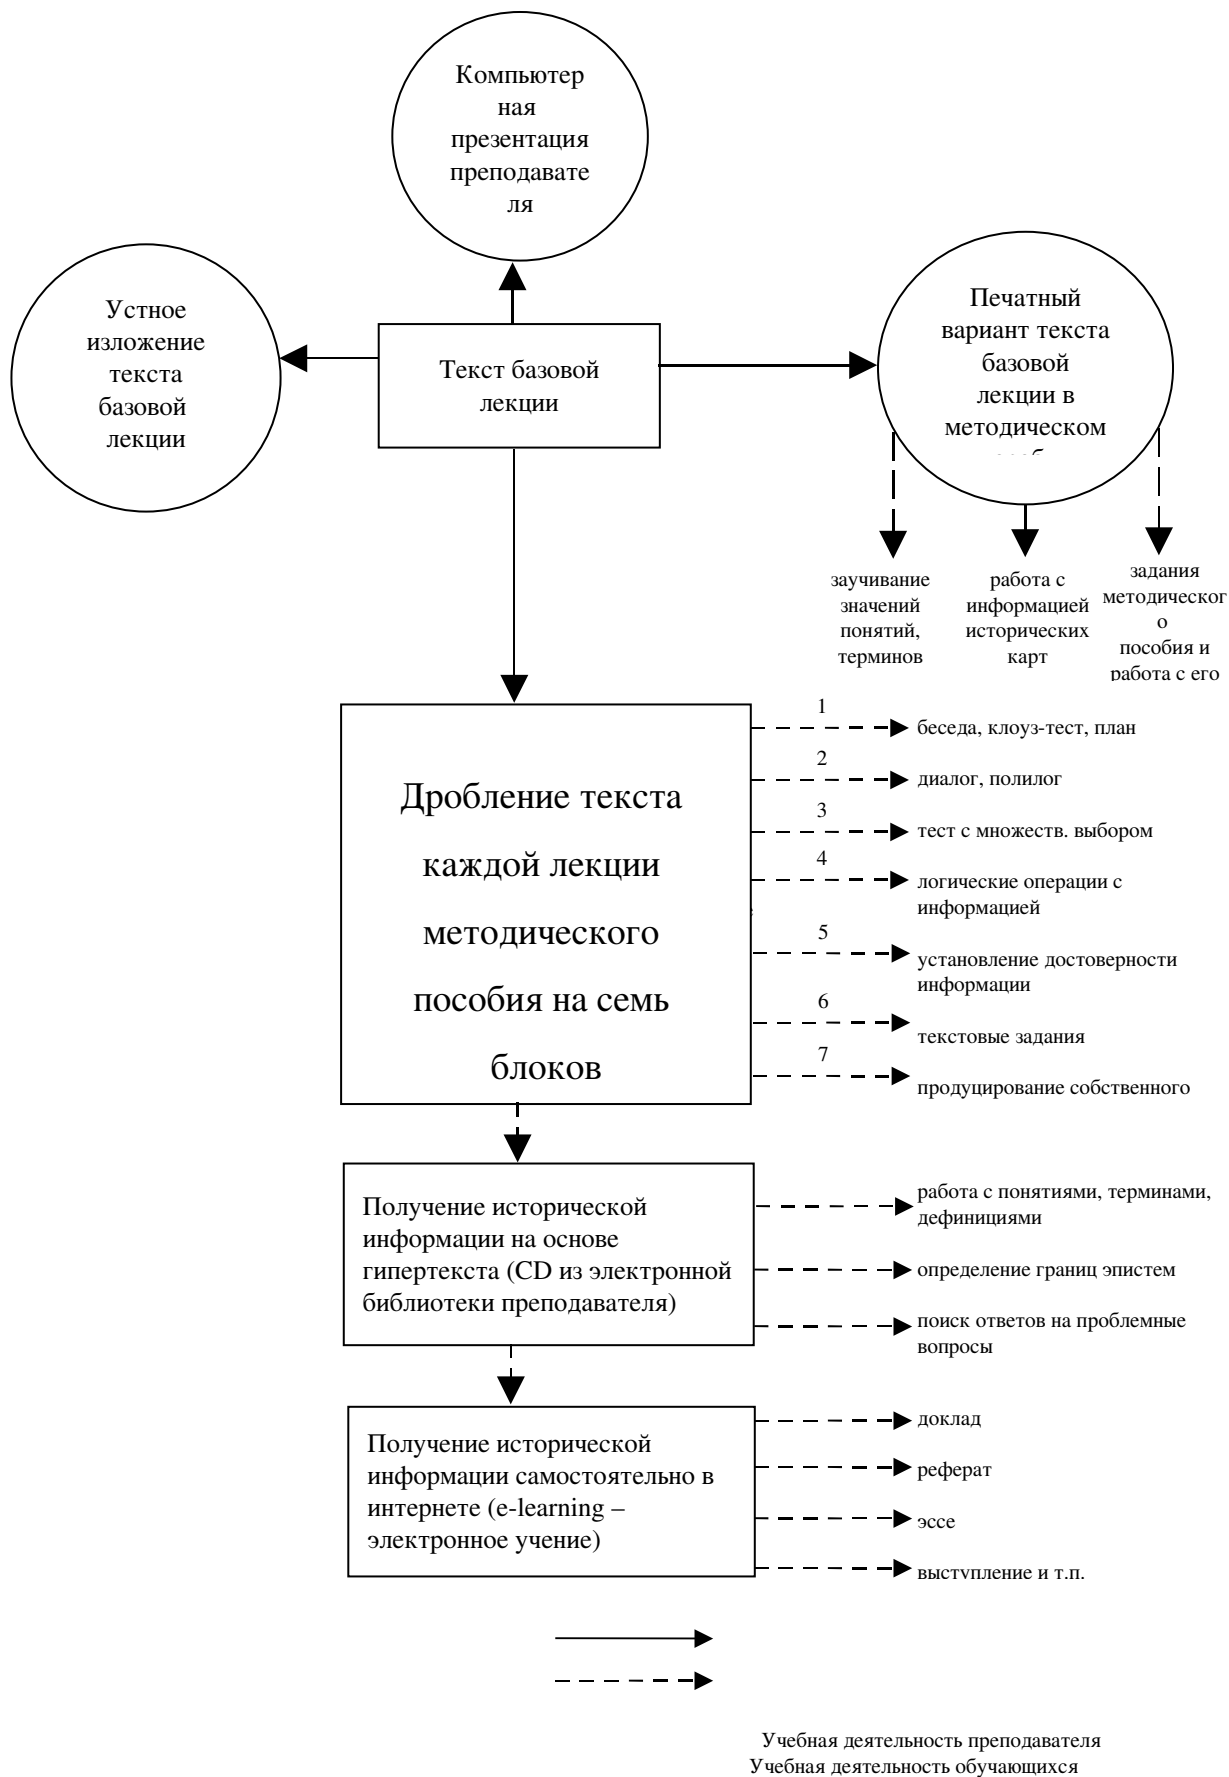 Компьютер
ная
презентация
преподавате
ля
Устное
изложение
текста
базовой
лекции
Текст базовой
лекции
Печатный
вариант текста
базовой
лекции в
методическом
заучивание
значений
понятий,
терминов
работа с
информацией
исторических
карт
задания
методическог
о
пособия и
работа с его
Дробление текста
каждой лекции
методического
пособия на семь
блоков
1
беседа, клоуз-тест, план
2
диалог, полилог
3
тест с множеств. выбором
4
логические операции с
информацией
5
установление достоверности
информации
6
текстовые задания
7
продуцирование собственного
Получение исторической
информации на основе
гипертекста (CD из электронной
библиотеки преподавателя)
работа с понятиями, терминами,
дефинициями
определение границ эпистем
поиск ответов на проблемные
вопросы
Получение исторической
информации самостоятельно в
интернете (e-learning –
электронное учение)
доклад
реферат
эссе
выступление и т.п.
Учебная деятельность преподавателя
Учебная деятельность обучающихся